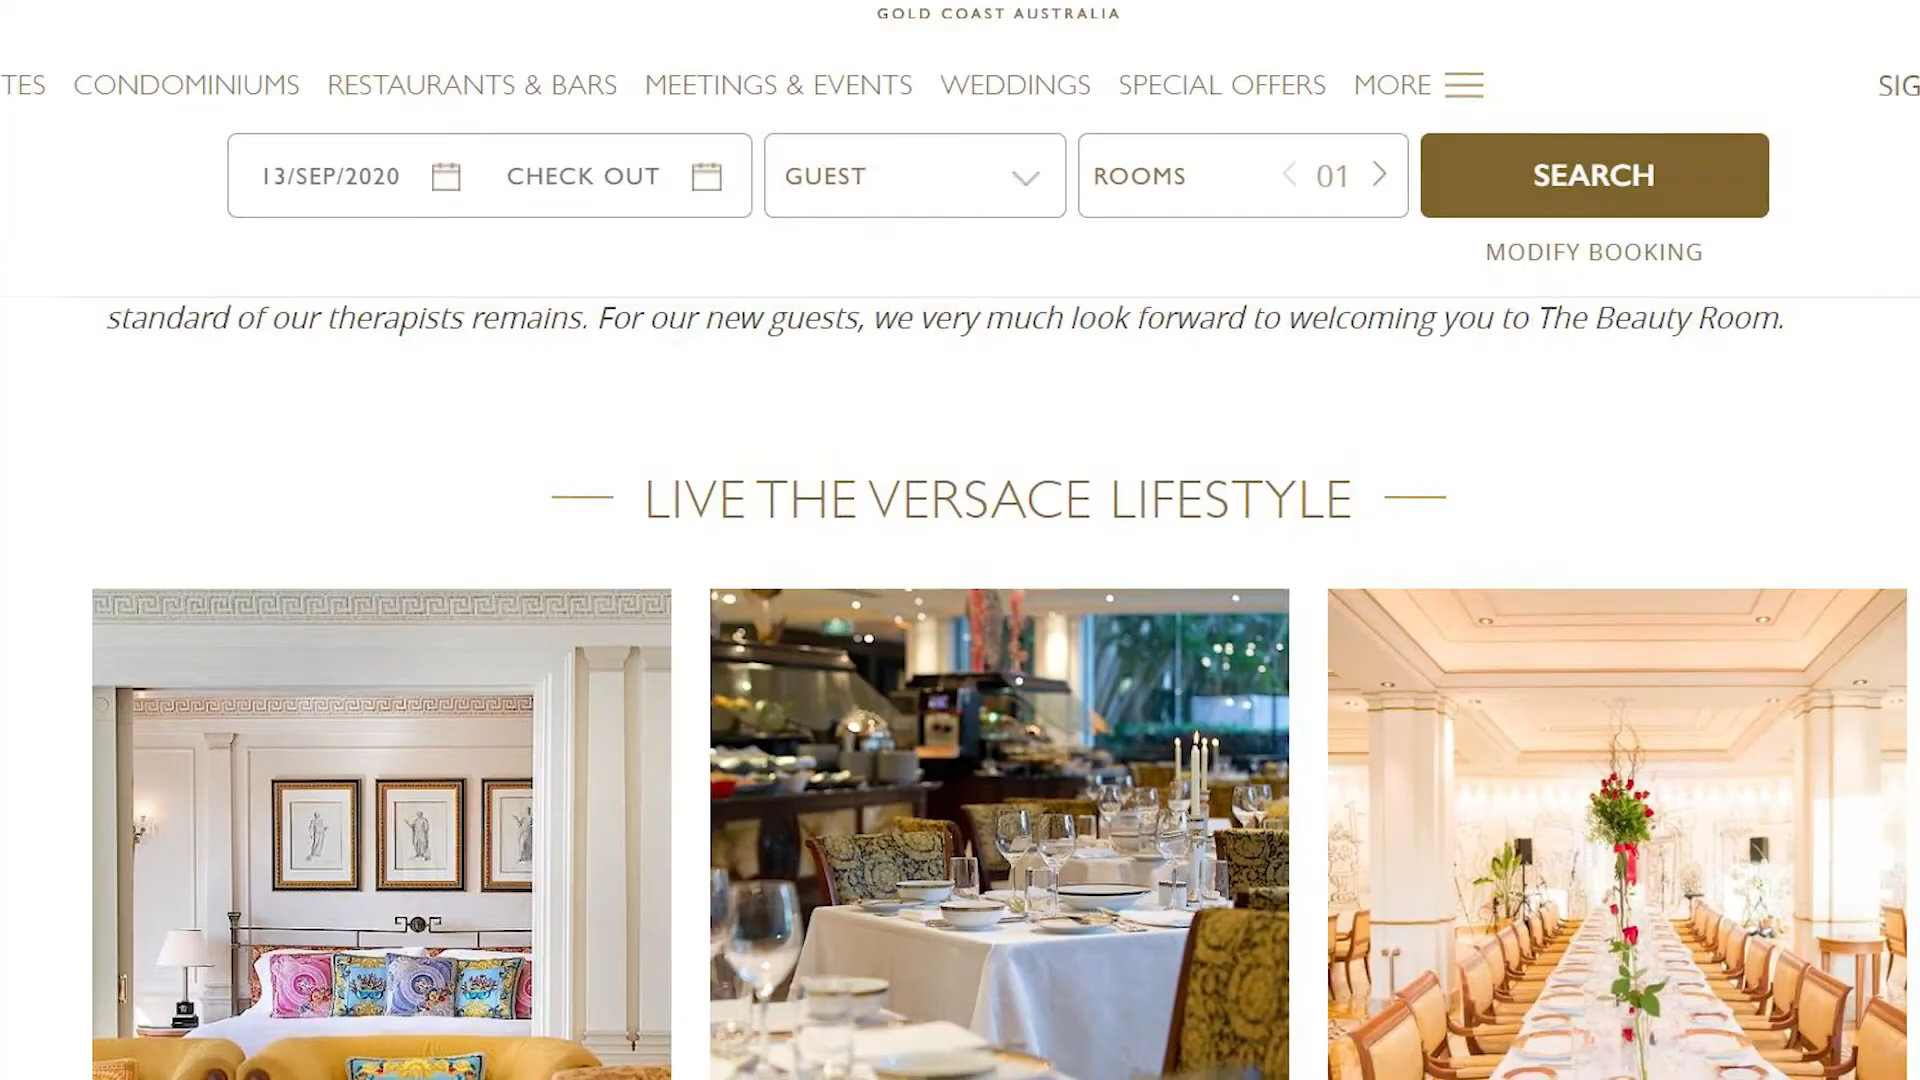 GOLD COAST AUSTRALIA
TES CONDOMINIUMS RESTAURANTS & BARS MEETINGS & EVENTS WEDDINGS SPECIAL OFFERS MORE SIG
13/SEP/2020 CHECK OUT GUEST ROOMS 01 SEARCH
MODIFY BOOKING
standard of our therapists remains. For our new guests, we very much look forward to welcoming you to The Beauty Room.
LIVE THE VERSACE LIFESTYLE